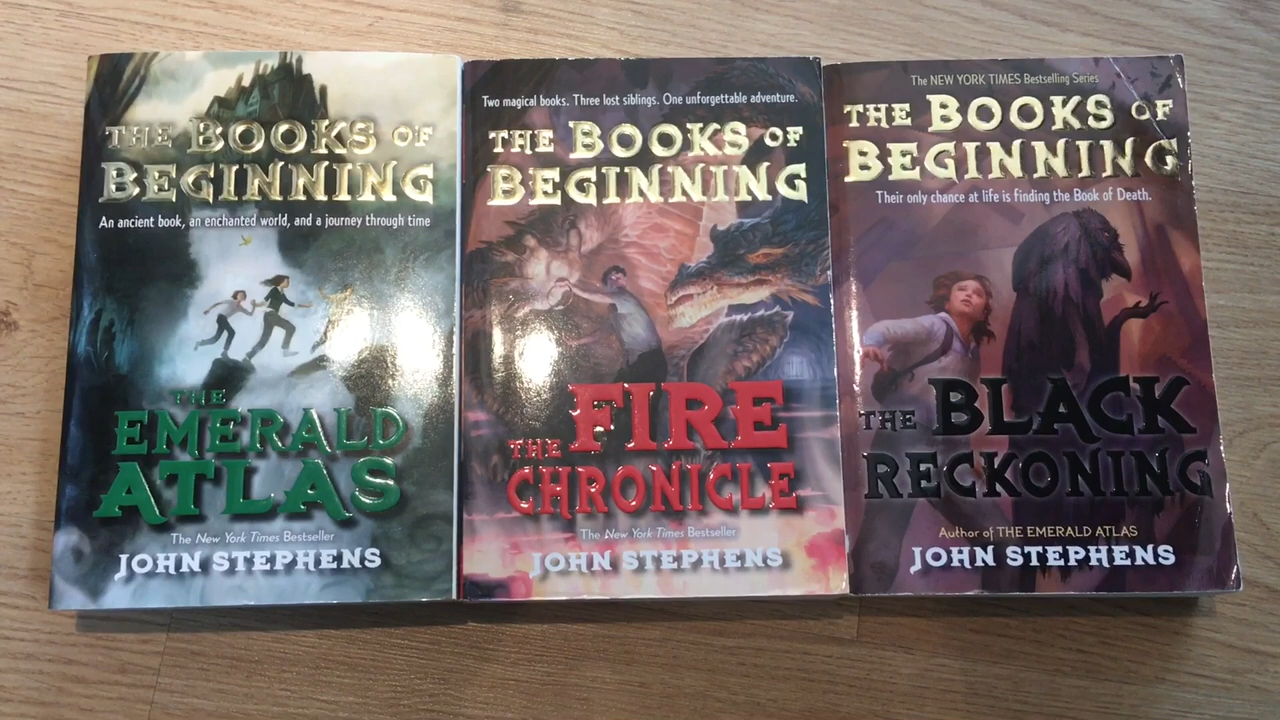 THE BOOKS OF
BEGINNING
An ancient book, an enchanted world, and a journey through time
THE
EMERALD
ATLAS
The New York Times Bestseller
JOHN STEPHENS
Two magical books. Three lost siblings. One unforgettable adventure.
THE BOOKS OF
BEGINNING
THE FIRE
CHRONICLE
The New York Times Bestseller
JOHN STEPHENS
The NEW YORK TIMES Bestselling Series
THE BOOKS OF
BEGINNING
Their only chance at life is finding the Book of Death.
THE BLACK
RECKONING
Author of THE EMERALD ATLAS
JOHN STEPHENS